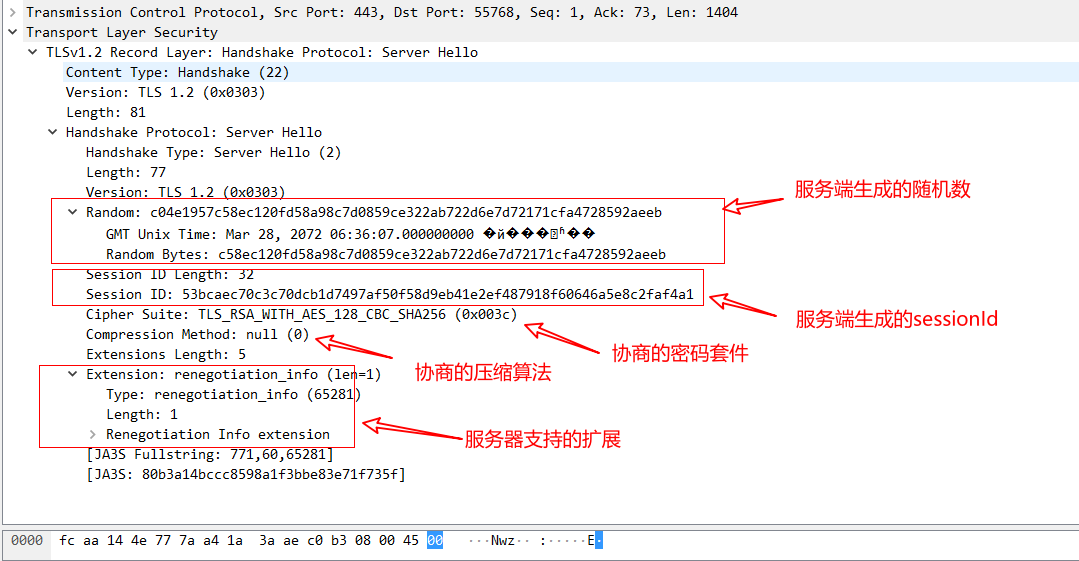 Transmission Control Protocol, Src Port: 443, Dst Port: 55768, Seq: 1, Ack: 73, Len: 1404
Transport Layer Security
TLSv1.2 Record Layer: Handshake Protocol: Server Hello
Content Type: Handshake (22)
Version: TLS 1.2 (0x0303)
Length: 81
Handshake Protocol: Server Hello
Handshake Type: Server Hello (2)
Length: 77
Version: TLS 1.2 (0x0303)
服务端生成的随机数
Random: c04e1957c58ec120fd58a98c7d0859ce322ab722d6e7d72171cfa4728592aeeb
GMT Unix Time: Mar 28, 2072 06:36:07.000000000
Random Bytes: c58ec120fd58a98c7d0859ce322ab722d6e7d72171cfa4728592aeeb
Session ID Length: 32
Session ID: 53bcaec70c3c70dcb1d7497af50f58d9eb41e2ef487918f60646a5e8c2faf4a1
服务端生成的sessionId
Cipher Suite: TLS_RSA_WITH_AES_128_CBC_SHA256 (0x003c)
Compression Method: null (0)
协商的密码套件
Extensions Length: 5
协商的压缩算法
Extension: renegotiation_info (len=1)
Type: renegotiation_info (65281)
Length: 1
Renegotiation Info extension
服务器支持的扩展
[JA3S Fullstring: 771,60,65281]
[JA3S: 80b3a14bccc8598a1f3bbe83e71f735f]
0000 fc aa 14 4e 77 7a a4 1a 3a ae c0 b3 08 00 45 00 ···Nwz·· :·····E·